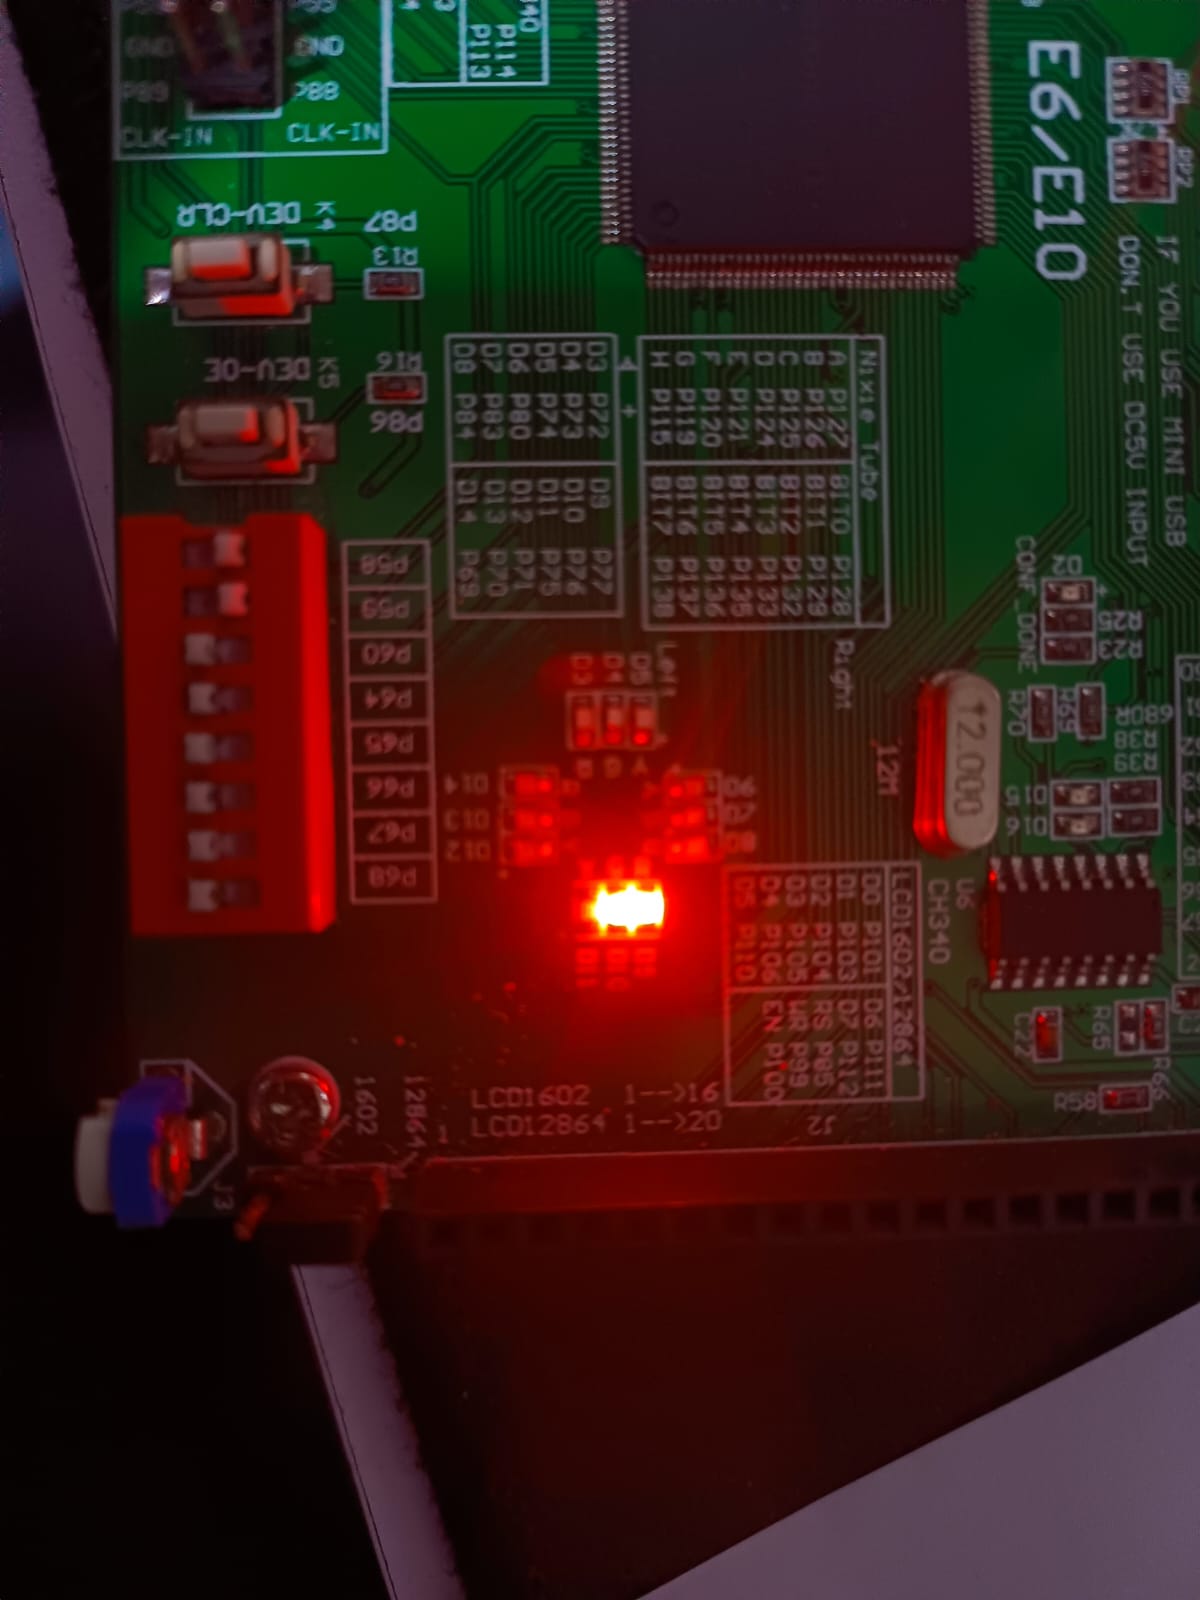 GND
GND
P89
P88
CLK-IN
CLK-IN
P114
P113
E6/E10
IF YOU USE MINI USB
DON.T USE DC5V INPUT
K4
DEV-CLR
P87
R13
K5
DEV-OE
R16
P86
Nixie Tube
A P127 BIT0 P128
B P126 BIT1 P129
C P125 BIT2 P132
D P124 BIT3 P133
E P121 BIT4 P135
F P120 BIT5 P136
G P119 BIT6 P137
H P115 BIT7 P138
D3 P72 D9 P77
D4 P73 D10 P76
D5 P74 D11 P75
D6 P80 D12 P71
D7 P83 D13 P70
D8 P84 D14 P69
P58
P59
P60
P64
P65
P66
P67
P68
Left
Right
D3 D4 D5
R G Y
D14
D13
D12
D6
D7
D8
CONF_DONE
D2
R25
R23
R70
R69
680R
R38
R39
D15
D16
12M
12.000
U6
CH340
LCD1602/12864
D0 P101 D6 P111
D1 P103 D7 P112
D2 P104 RS P85
D3 P105 WR P99
D4 P106 EN P100
D5 P110
C22
R65
R66
R58
1602
12864
LCD1602 1-->16
LCD12864 1-->20
1
J2
J3